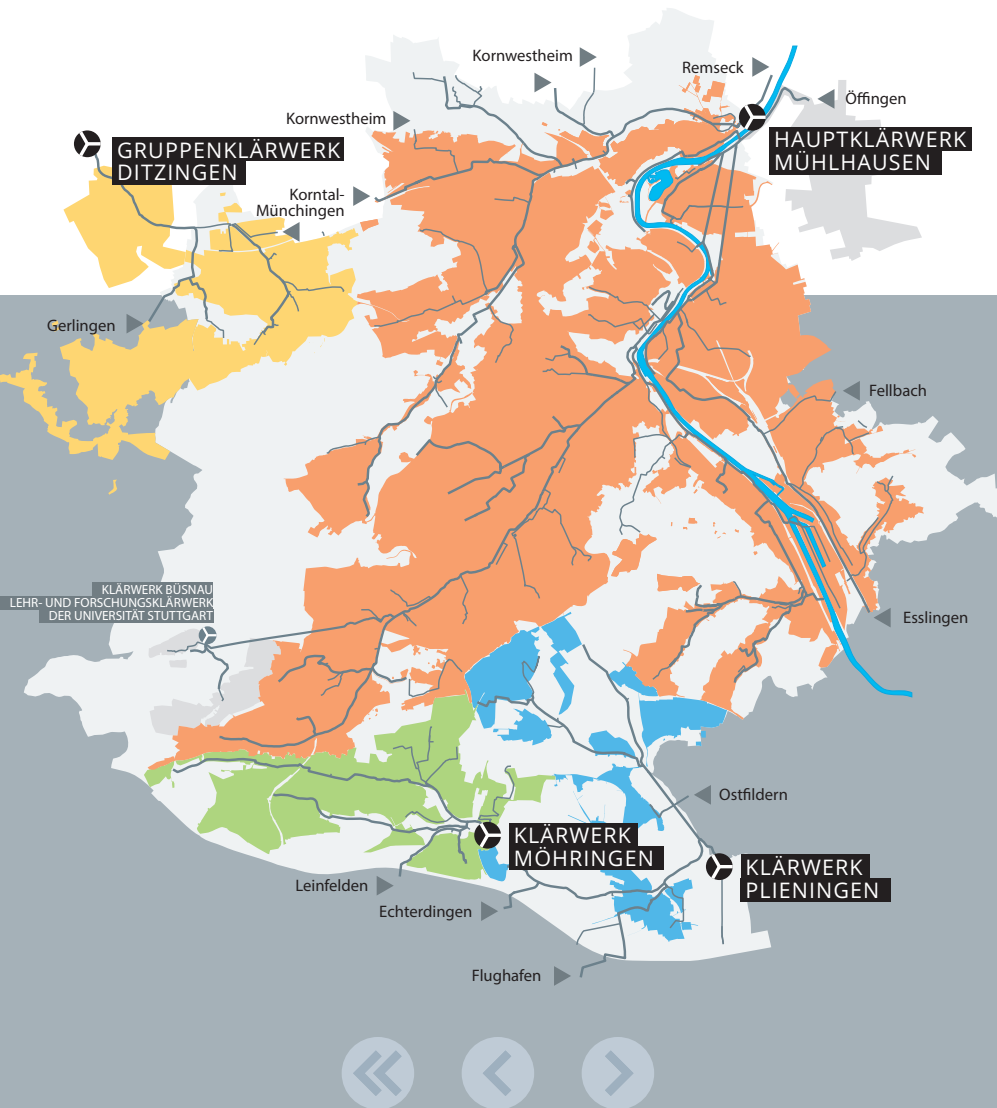 Kornwestheim
Remseck
Öffingen
Kornwestheim
HAUPTKLÄRWERK
MÜHLHAUSEN
GRUPPENKLÄRWERK
DITZINGEN
Korntal-
Münchingen
Gerlingen
Fellbach
KLÄRWERK BÜSNAU
LEHR- UND FORSCHUNGSKLÄRWERK
DER UNIVERSITÄT STUTTGART
Esslingen
Ostfildern
KLÄRWERK
MÖHRINGEN
KLÄRWERK
PLIENINGEN
Leinfelden
Echterdingen
Flughafen